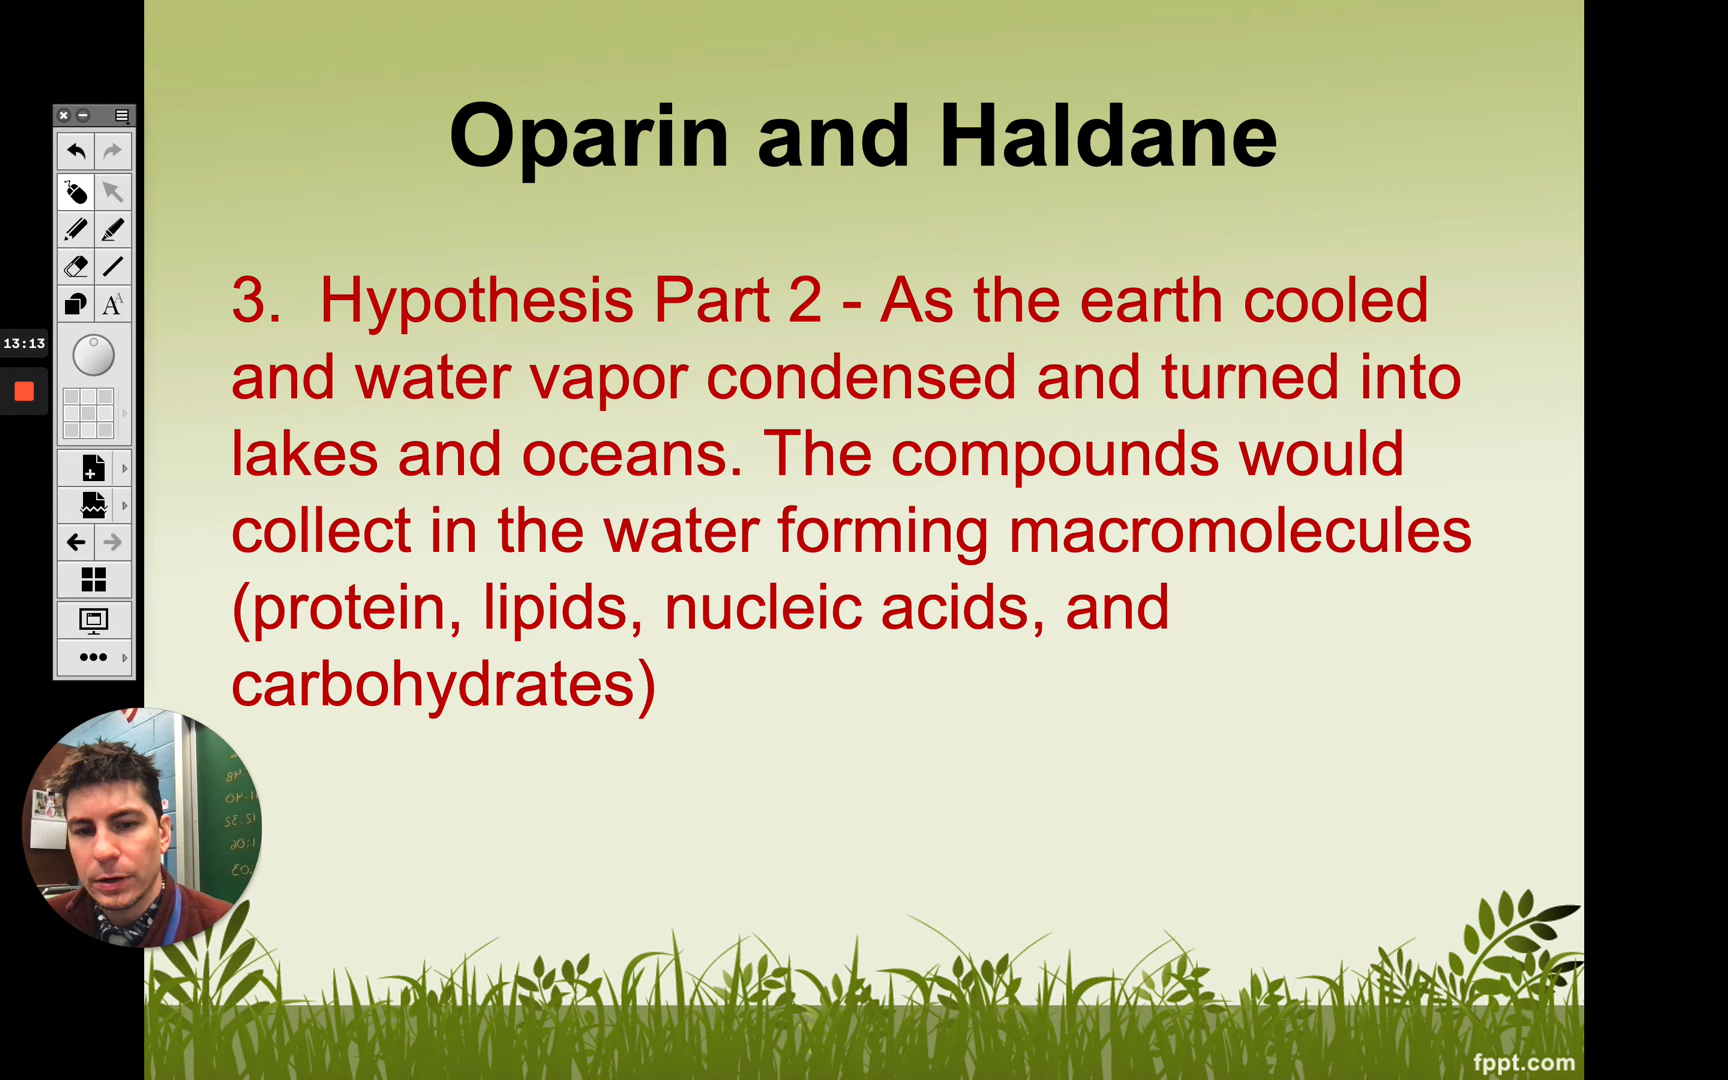 Oparin and Haldane
3. Hypothesis Part 2 - As the earth cooled
and water vapor condensed and turned into
lakes and oceans. The compounds would
collect in the water forming macromolecules
(protein, lipids, nucleic acids, and
carbohydrates)
13:13
fppt.com